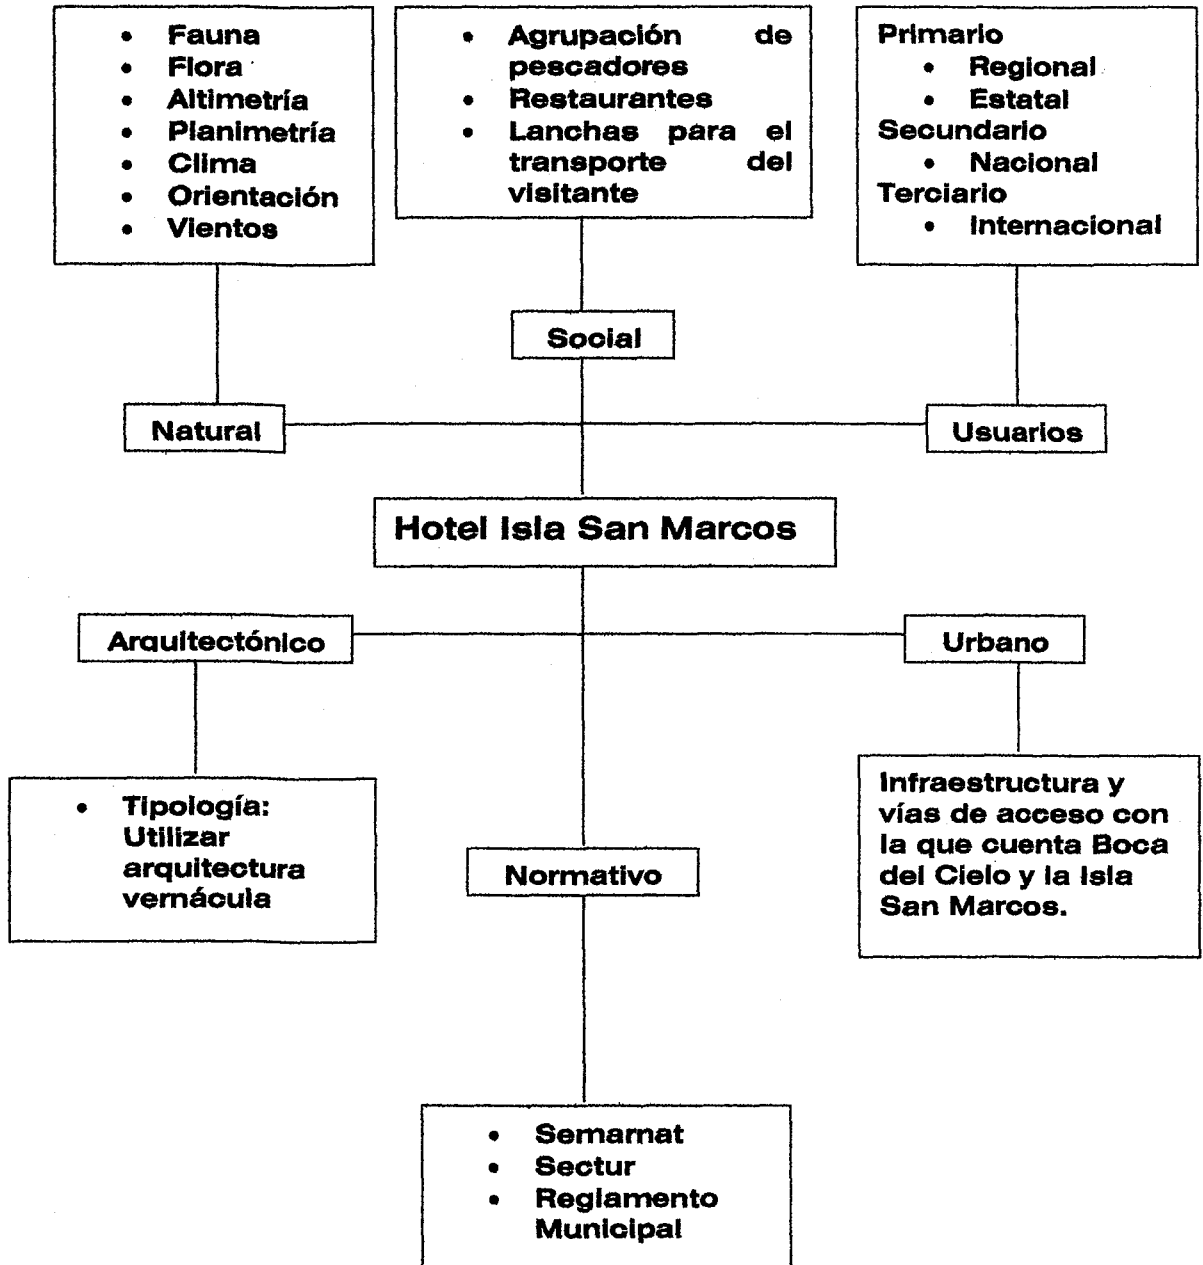 • Fauna
• Flora
• Altimetría
• Planimetría
• Clima
• Orientación
• Vientos
• Agrupación de
pescadores
• Restaurantes
• Lanchas para el
transporte del
visitante
Primario
• Regional
• Estatal
Secundario
• Nacional
Terciario
• Internacional
Social
Natural
Usuarios
Hotel Isla San Marcos
Arquitectónico
Urbano
• Tipología:
Utilizar
arquitectura
vernácula
Infraestructura y
vías de acceso con
la que cuenta Boca
del Cielo y la Isla
San Marcos.
Normativo
• Semarnat
• Sectur
• Reglamento
Municipal